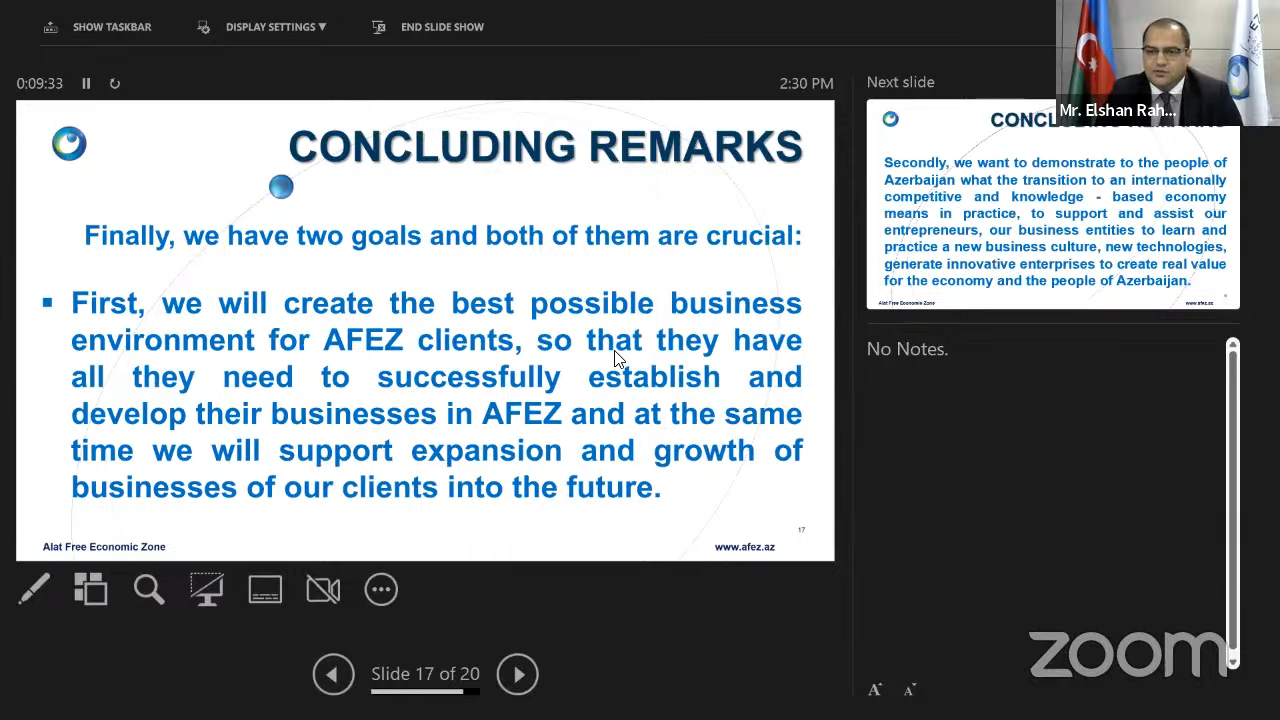 SHOW TASKBAR
DISPLAY SETTINGS ▼
END SLIDE SHOW
0:09:33
2:30 PM
CONCLUDING REMARKS
Finally, we have two goals and both of them are crucial:
▪ First, we will create the best possible business
environment for AFEZ clients, so that they have
all they need to successfully establish and
develop their businesses in AFEZ and at the same
time we will support expansion and growth of
businesses of our clients into the future.
17
Alat Free Economic Zone
www.afez.az
Slide 17 of 20
Next slide
Mr. Elshan Rah...
Secondly, we want to demonstrate to the people of
Azerbaijan what the transition to an internationally
competitive and knowledge - based economy
means in practice, to support and assist our
entrepreneurs, our business entities to learn and
practice a new business culture, new technologies,
generate innovative enterprises to create real value
for the economy and the people of Azerbaijan.
Alat Free Economic Zone
www.afez.az
No Notes.
zoom
A A